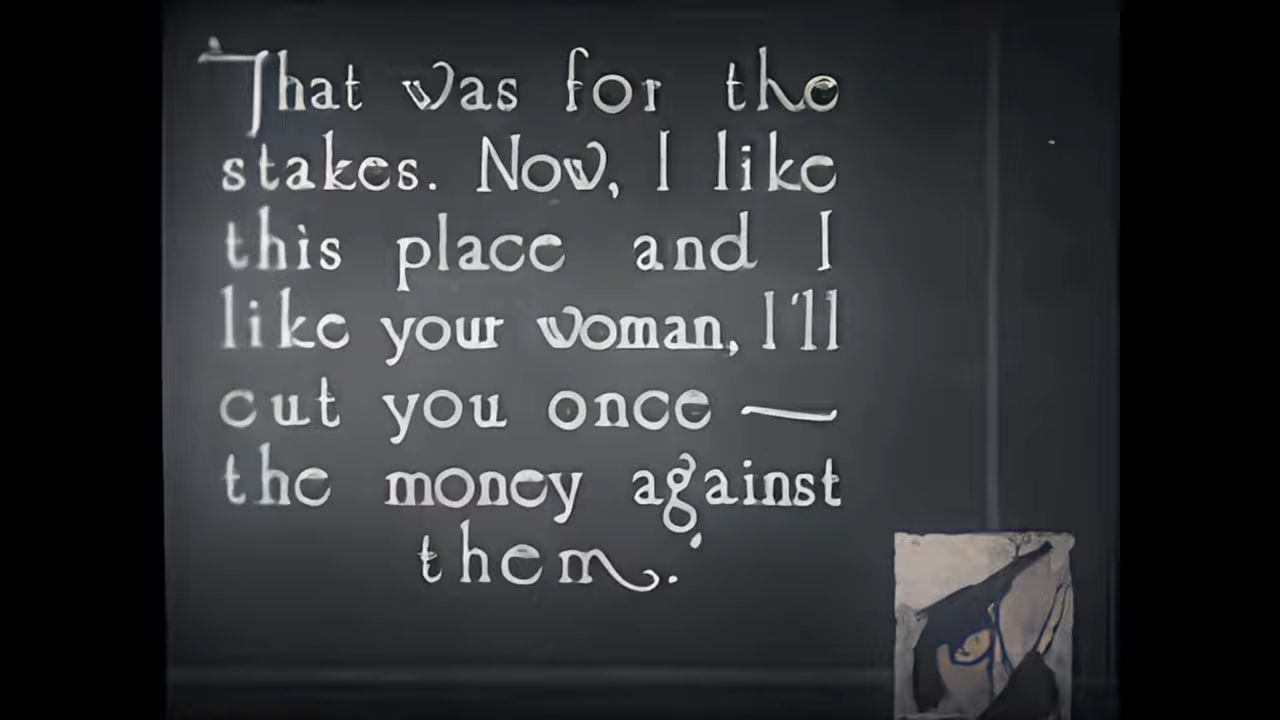 "That was for the
stakes. Now, I like
this place and I
like your woman, I'll
cut you once —
the money against
them."